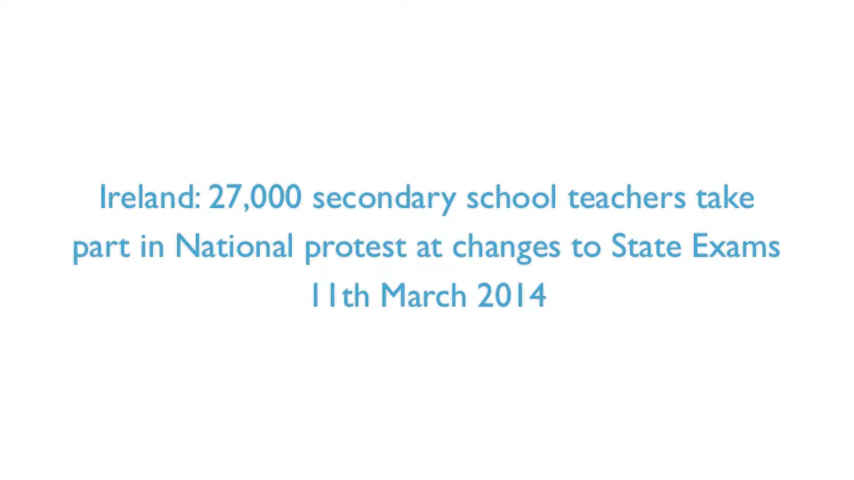 Ireland: 27,000 secondary school teachers take
part in National protest at changes to State Exams
11th March 2014